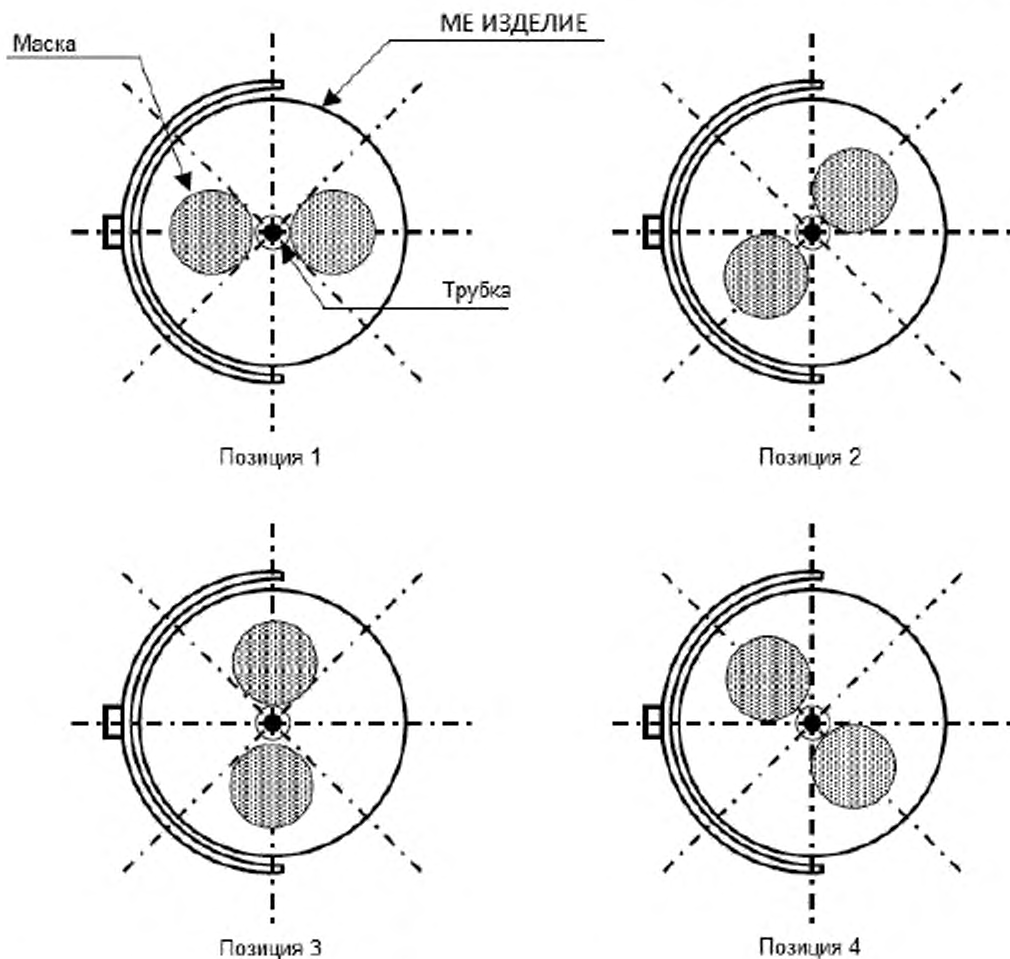 МЕ ИЗДЕЛИЕ
Маска
Трубка
Позиция 1
Позиция 2
Позиция 3
Позиция 4